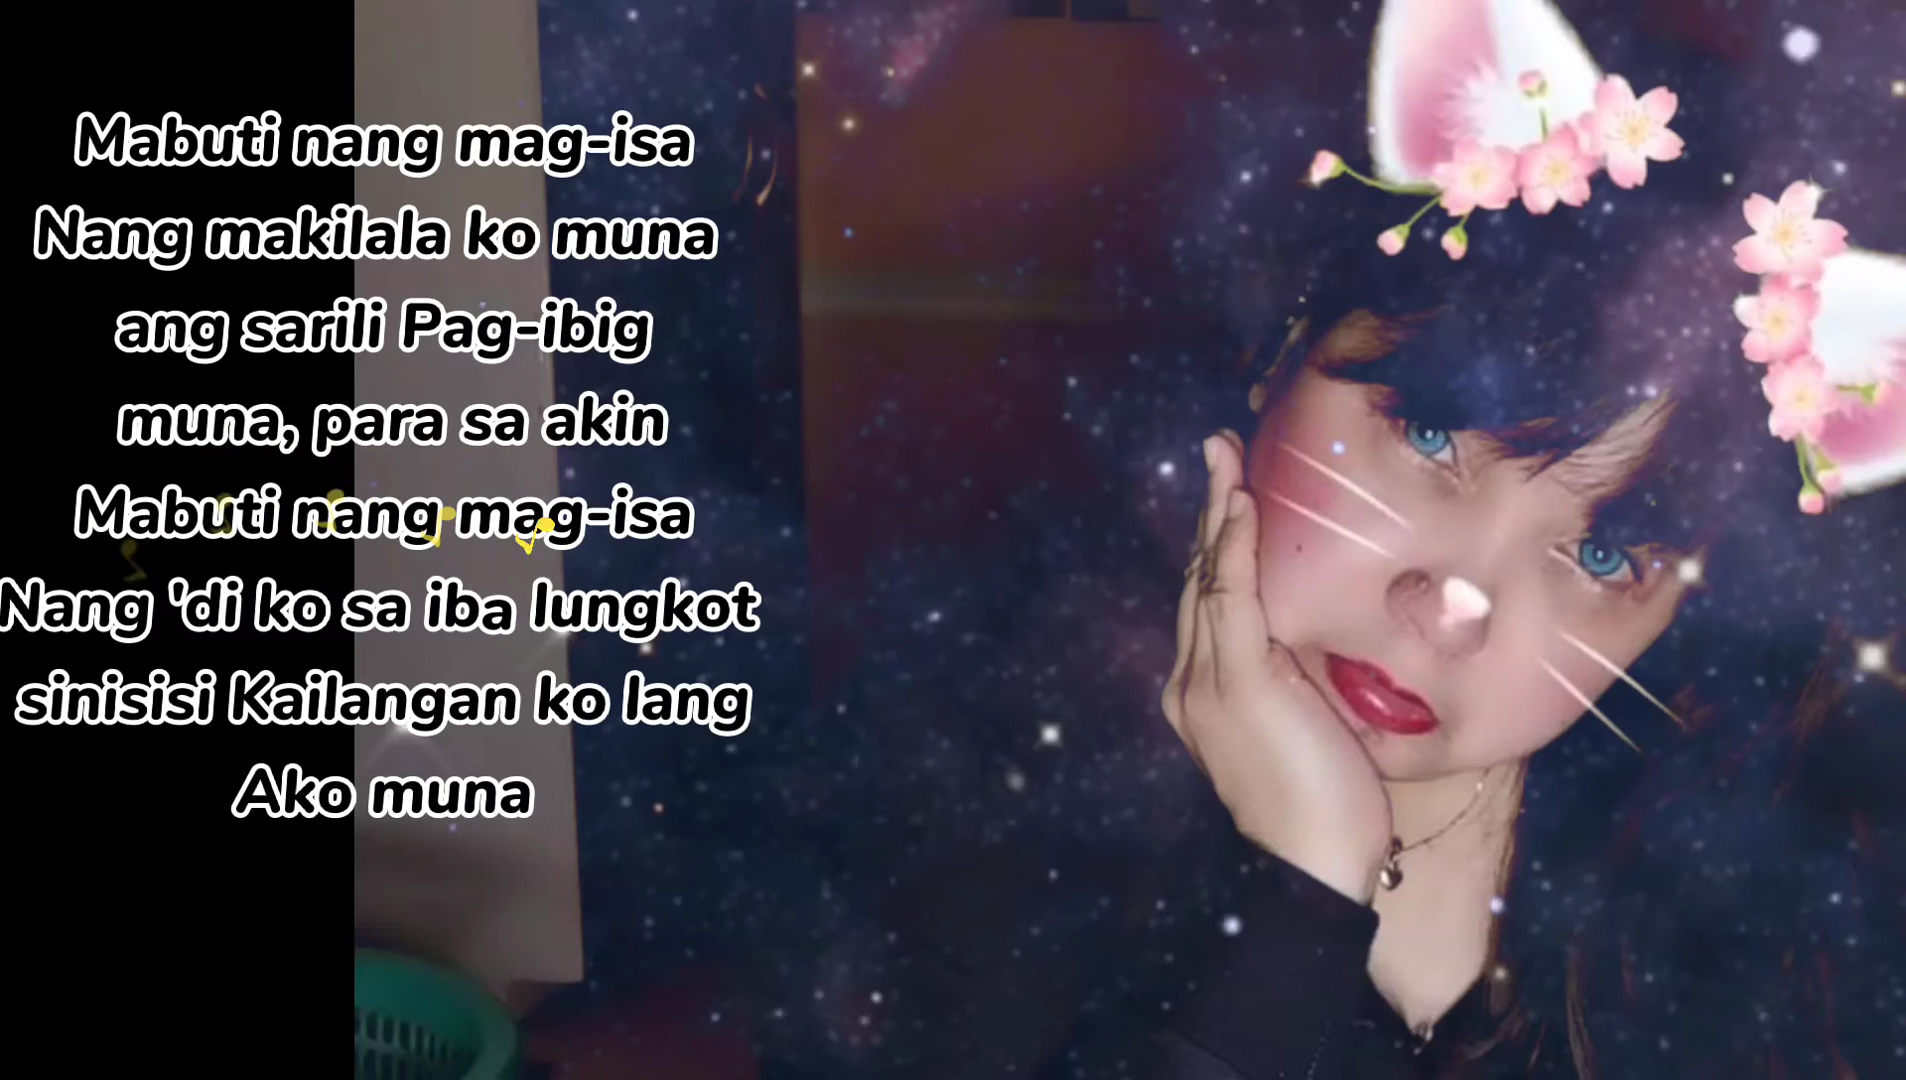 Mabuti nang mag-isa
Nang makilala ko muna
ang sarili Pag-ibig
muna, para sa akin
Mabuti nang mag-isa
Nang 'di ko sa iba lungkot
sinisisi Kailangan ko lang
Ako muna